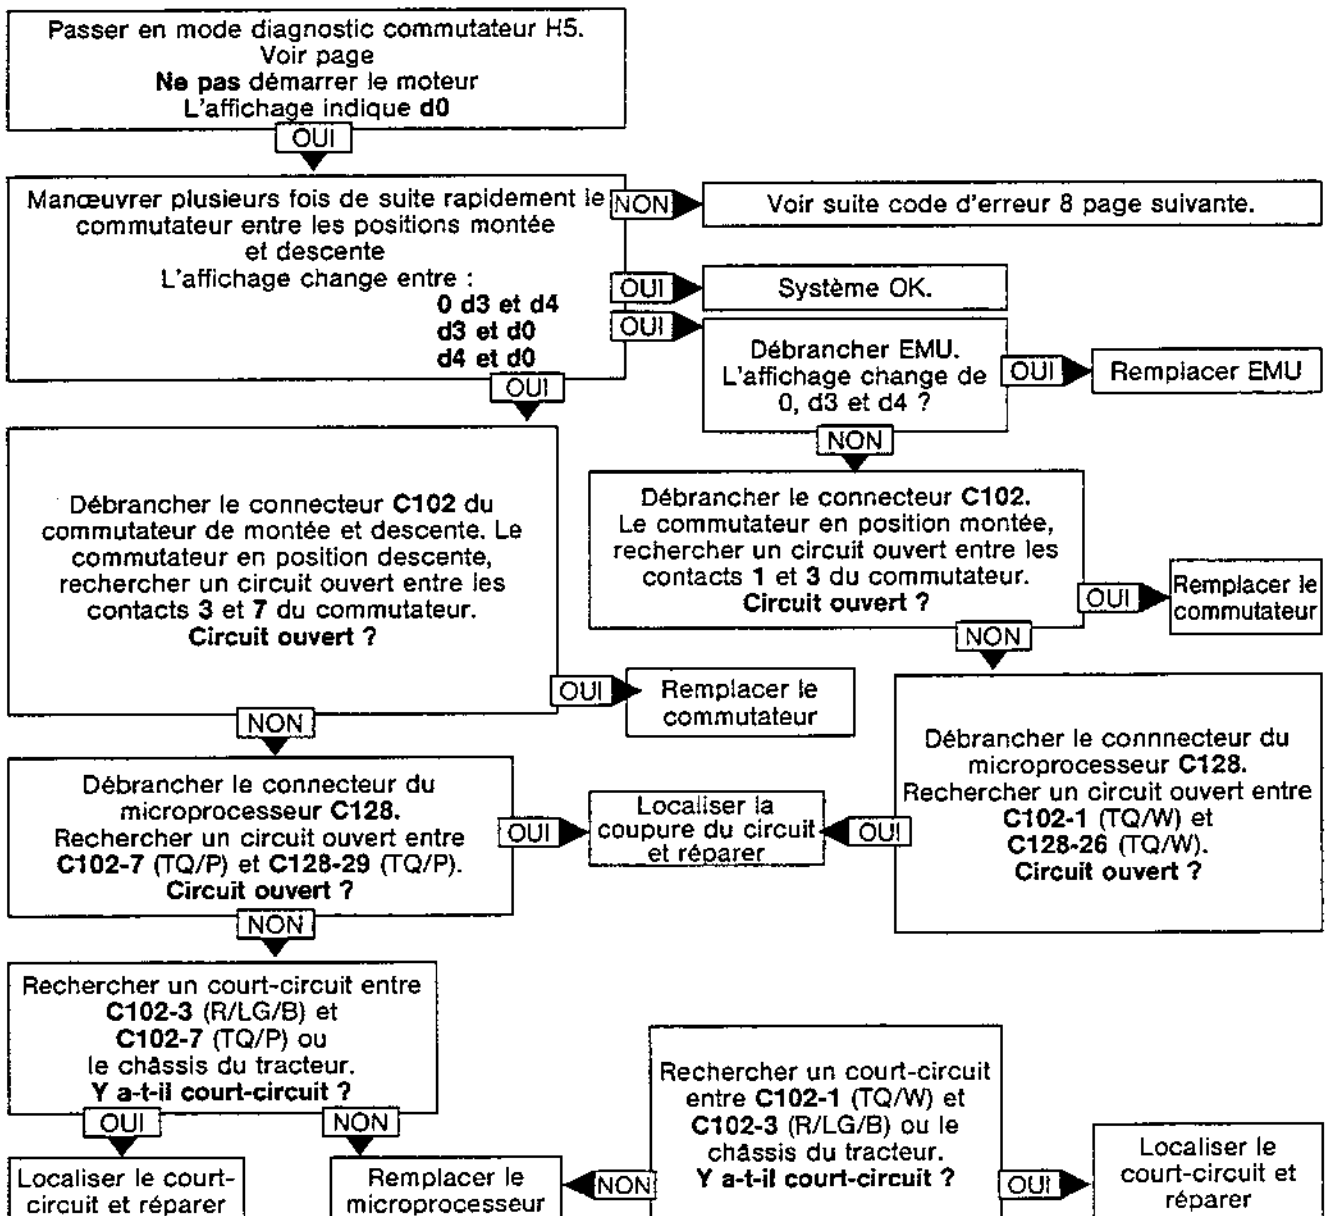 Passer en mode diagnostic commutateur H5.
Voir page
Ne pas démarrer le moteur
L'affichage indique d0
OUI
Manœuvrer plusieurs fois de suite rapidement le
commutateur entre les positions montée
et descente
L'affichage change entre :
0 d3 et d4
d3 et d0
d4 et d0
NON
Voir suite code d'erreur 8 page suivante.
OUI
Système OK.
OUI
Débrancher EMU.
L'affichage change de
0, d3 et d4 ?
OUI
Remplacer EMU
OUI
NON
Débrancher le connecteur C102 du
commutateur de montée et descente. Le
commutateur en position descente,
rechercher un circuit ouvert entre les
contacts 3 et 7 du commutateur.
Circuit ouvert ?
Débrancher le connecteur C102.
Le commutateur en position montée,
rechercher un circuit ouvert entre les
contacts 1 et 3 du commutateur.
Circuit ouvert ?
OUI
Remplacer le
commutateur
NON
OUI
Remplacer le
commutateur
NON
Débrancher le connecteur du
microprocesseur C128.
Rechercher un circuit ouvert entre
C102-7 (TQ/P) et C128-29 (TQ/P).
Circuit ouvert ?
OUI
Localiser la
coupure du circuit
et réparer
OUI
Débrancher le connnecteur du
microprocesseur C128.
Rechercher un circuit ouvert entre
C102-1 (TQ/W) et
C128-26 (TQ/W).
Circuit ouvert ?
NON
Rechercher un court-circuit entre
C102-3 (R/LG/B) et
C102-7 (TQ/P) ou
le châssis du tracteur.
Y a-t-il court-circuit ?
OUI
NON
Localiser le court-
circuit et réparer
Remplacer le
microprocesseur
NON
Rechercher un court-circuit
entre C102-1 (TQ/W) et
C102-3 (R/LG/B) ou le
châssis du tracteur.
Y a-t-il court-circuit ?
OUI
Localiser le
court-circuit et
réparer